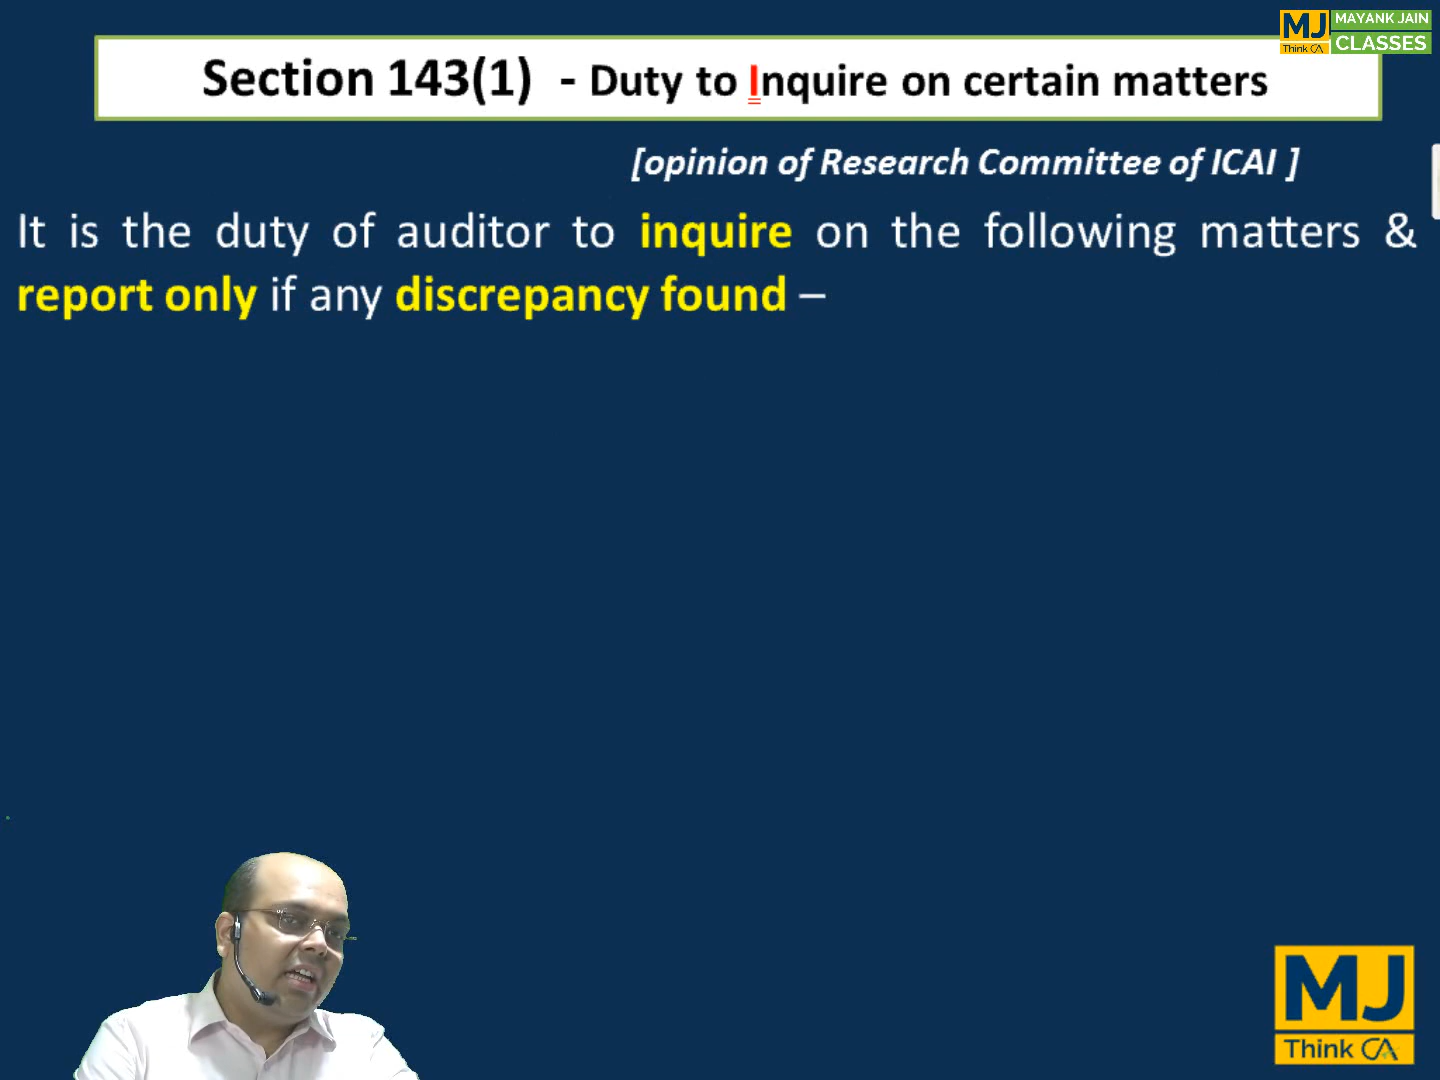 MJ MAYANK JAIN
Think CA CLASSES
Section 143(1) - Duty to Inquire on certain matters
[opinion of Research Committee of ICAI ]
It is the duty of auditor to inquire on the following matters &
report only if any discrepancy found –
MJ
Think CA